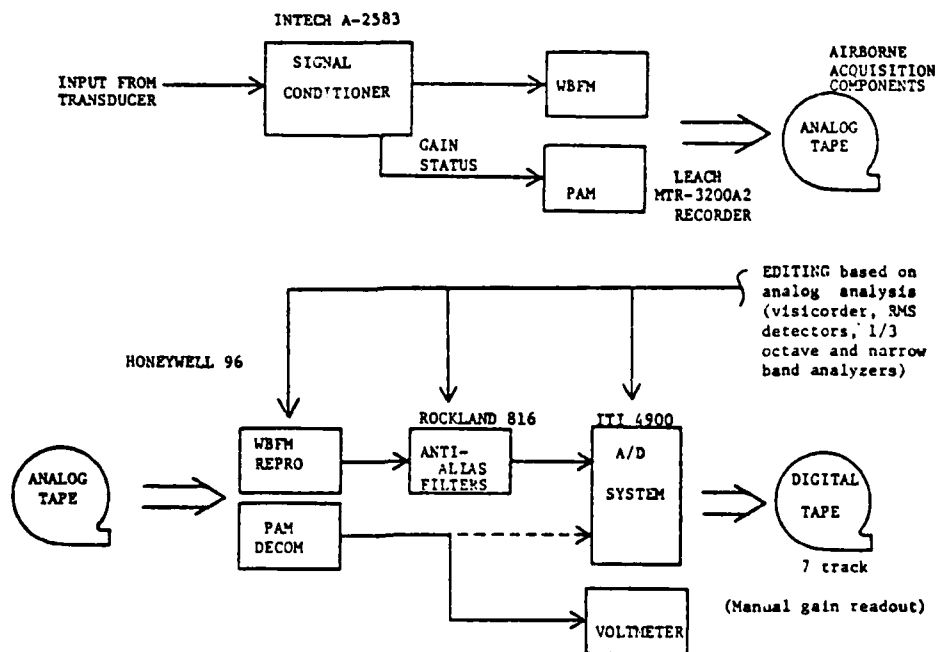 INTECH A-2583
SIGNAL
CONDITIONER
INPUT FROM
TRANSDUCER
WBFM
AIRBORNE
ACQUISITION
COMPONENTS
ANALOG
TAPE
GAIN
STATUS
PAM
LEACH
MTR-3200A2
RECORDER
EDITING based on
analog analysis
(visicorder, RMS
detectors, 1/3
octave and narrow
band analyzers)
HONEYWELL 96
ROCKLAND 816
ITI 4900
WBFM
REPRO
ANTI-
ALIAS
FILTERS
A/D
SYSTEM
ANALOG
TAPE
PAM
DECOM
DIGITAL
TAPE
7 track
(Manual gain readout)
VOLTMETER